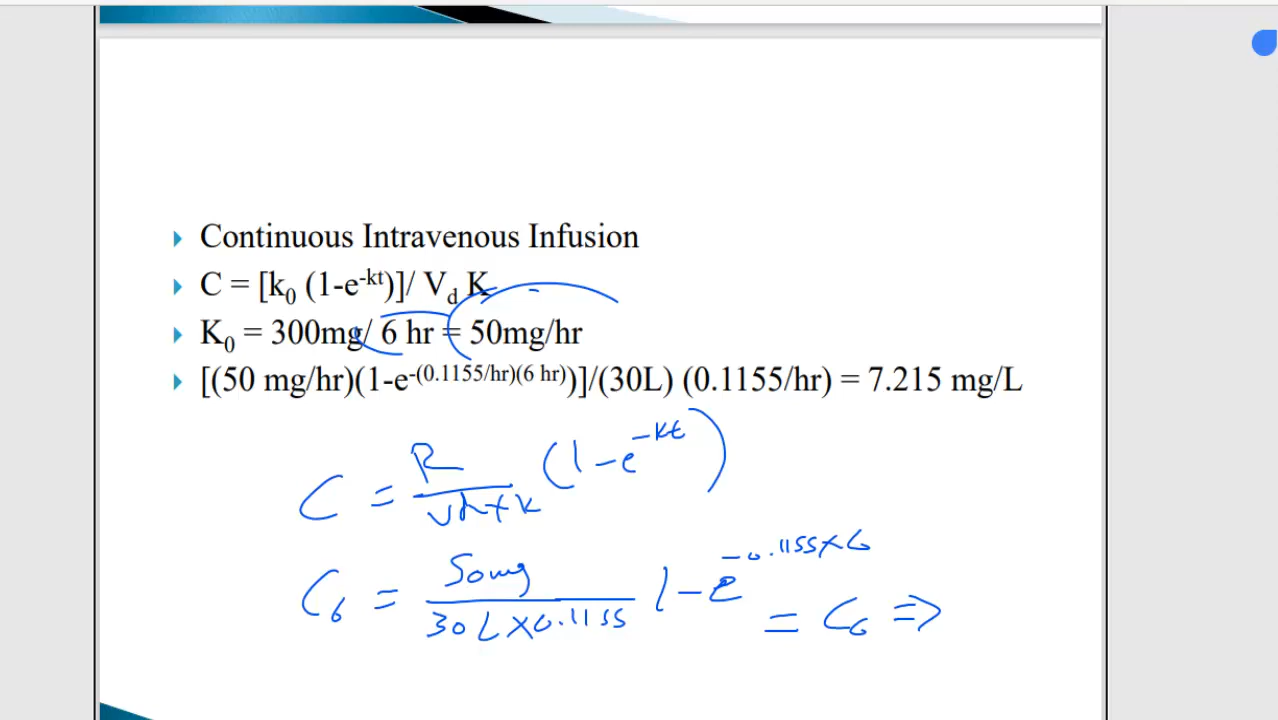 Continuous Intravenous Infusion
C = [k₀ (1-e⁻ᵏᵗ)]/ V_d K
K₀ = 300mg/ 6 hr = 50mg/hr
[(50 mg/hr)(1-e^-(0.1155/hr)(6 hr))]/(30L) (0.1155/hr) = 7.215 mg/L
C = R/(Vd×K) (1-e^-kt)
C₆ = 50mg/(30L×0.1155) 1-e^-0.1155×6 = C₆ ⇒